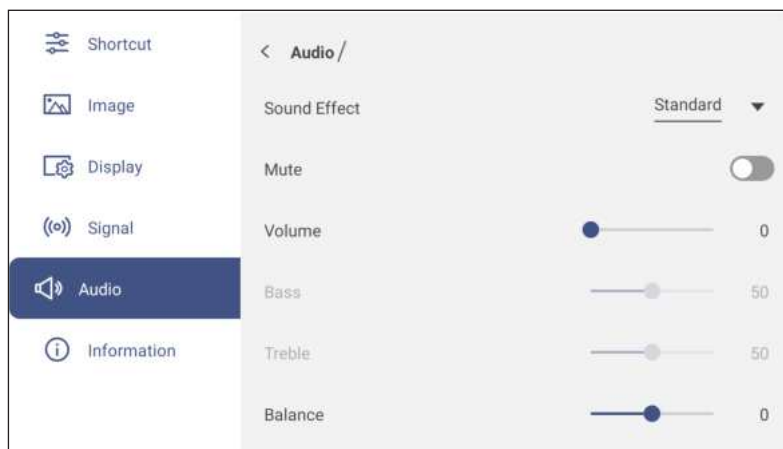 Shortcut
Image
Display
Signal
Audio
Information
< Audio /
Sound Effect Standard
Mute
Volume 0
Bass 50
Treble 50
Balance 0